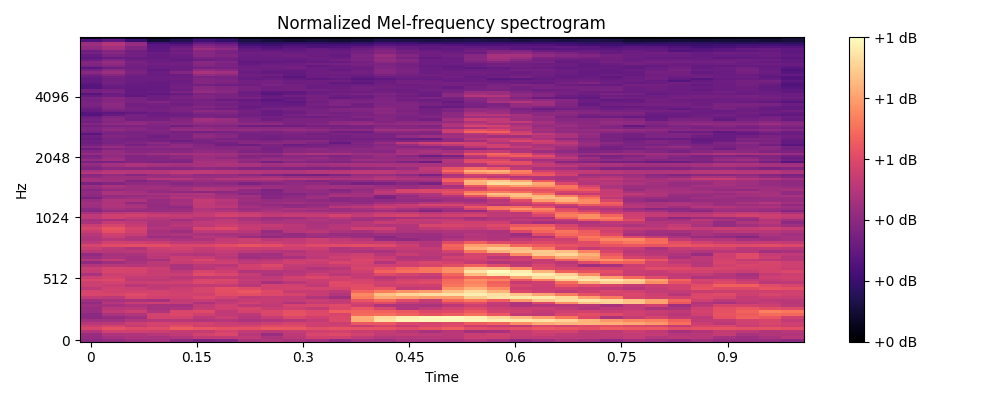 Normalized Mel-frequency spectrogram
Hz
4096
2048
1024
512
0
0 0.15 0.3 0.45 0.6 0.75 0.9
Time
+1 dB
+1 dB
+1 dB
+0 dB
+0 dB
+0 dB